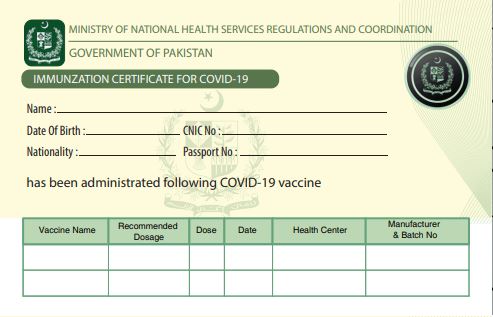 MINISTRY OF NATIONAL HEALTH SERVICES REGULATIONS AND COORDINATION
GOVERNMENT OF PAKISTAN
IMMUNZATION CERTIFICATE FOR COVID-19
Name :
Date Of Birth : CNIC No :
Nationality : Passport No :
has been administrated following COVID-19 vaccine
Vaccine Name Recommended Dosage Dose Date Health Center Manufacturer & Batch No